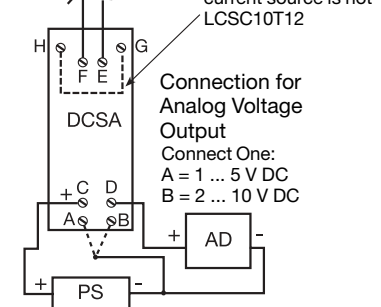 current source is not
LCSC10T12
H G
F E
DCSA
Connection for
Analog Voltage
Output
Connect One:
A = 1 ... 5 V DC
B = 2 ... 10 V DC
+ C D
A B
+ AD -
+ PS -